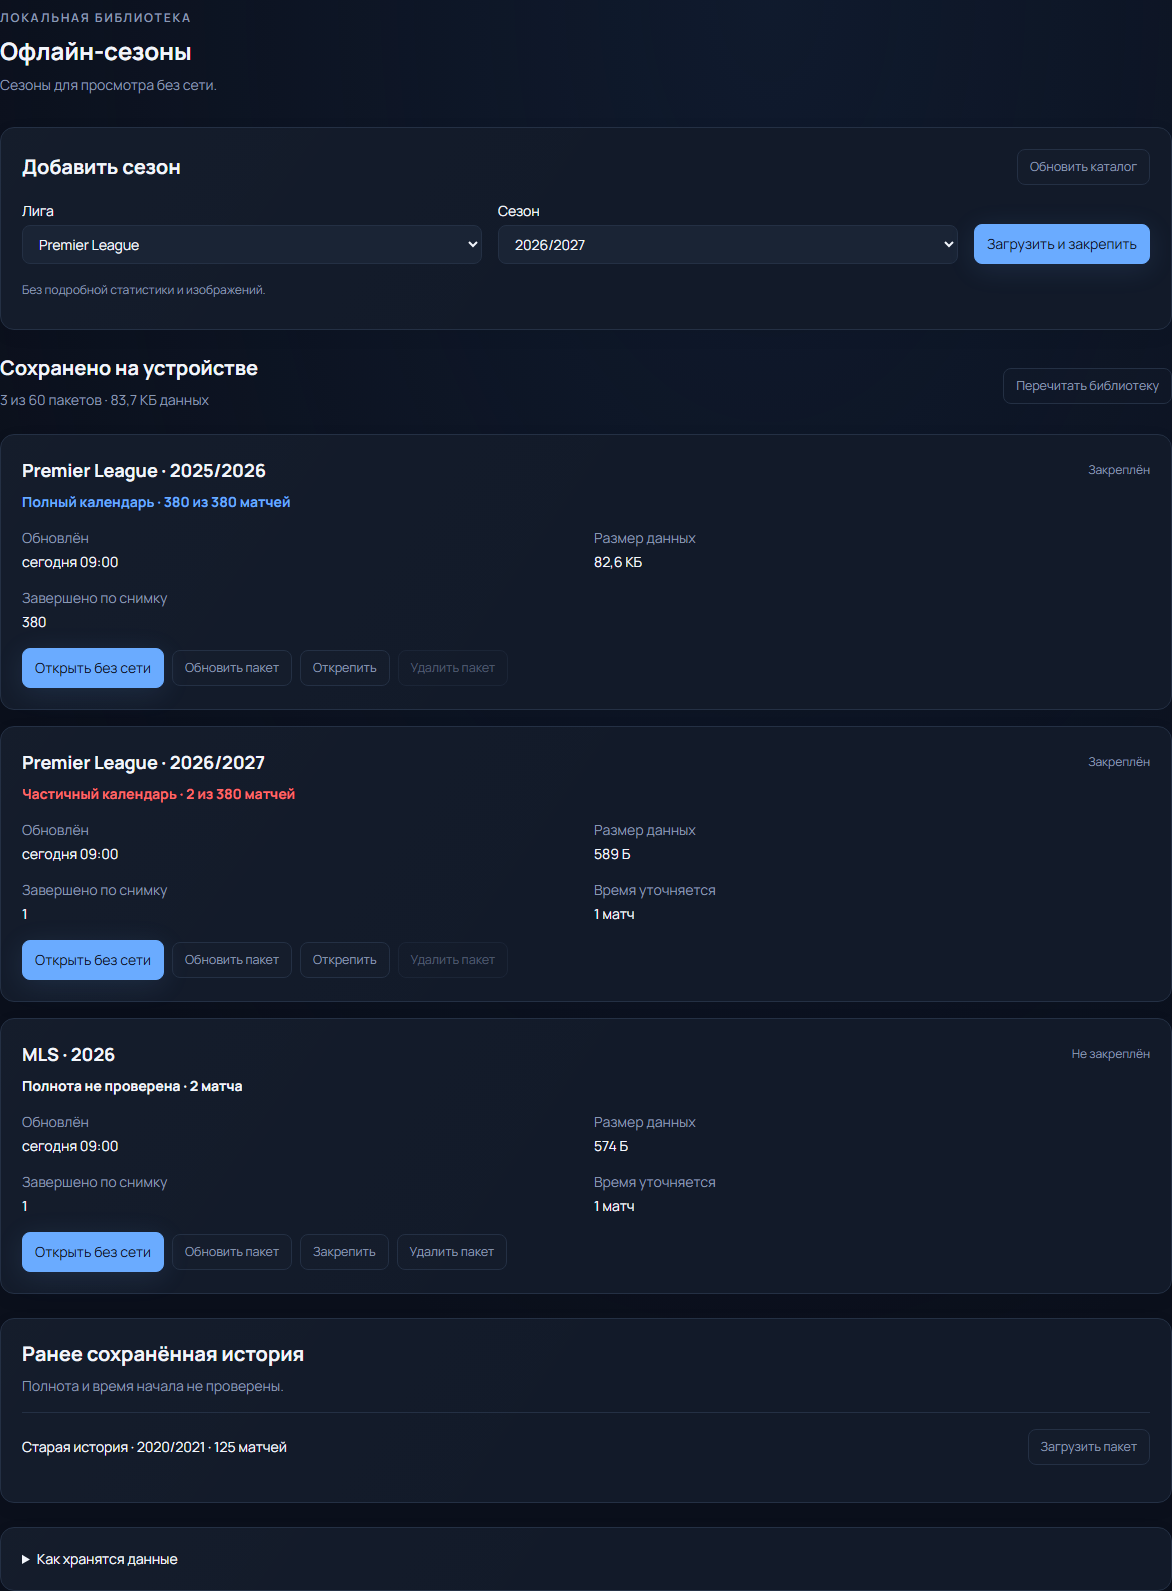 ЛОКАЛЬНАЯ БИБЛИОТЕКА
Офлайн-сезоны
Сезоны для просмотра без сети.
Добавить сезон
Обновить каталог
Лига
Сезон
Premier League
2026/2027
Загрузить и закрепить
Без подробной статистики и изображений.
Сохранено на устройстве
3 из 60 пакетов · 83,7 КБ данных
Перечитать библиотеку
Premier League · 2025/2026
Закреплён
Полный календарь · 380 из 380 матчей
Обновлён
Размер данных
сегодня 09:00
82,6 КБ
Завершено по снимку
380
Открыть без сети
Обновить пакет
Открепить
Удалить пакет
Premier League · 2026/2027
Закреплён
Частичный календарь · 2 из 380 матчей
Обновлён
Размер данных
сегодня 09:00
589 Б
Завершено по снимку
Время уточняется
1
1 матч
Открыть без сети
Обновить пакет
Открепить
Удалить пакет
MLS · 2026
Не закреплён
Полнота не проверена · 2 матча
Обновлён
Размер данных
сегодня 09:00
574 Б
Завершено по снимку
Время уточняется
1
1 матч
Открыть без сети
Обновить пакет
Закрепить
Удалить пакет
Ранее сохранённая история
Полнота и время начала не проверены.
Старая история · 2020/2021 · 125 матчей
Загрузить пакет
Как хранятся данные